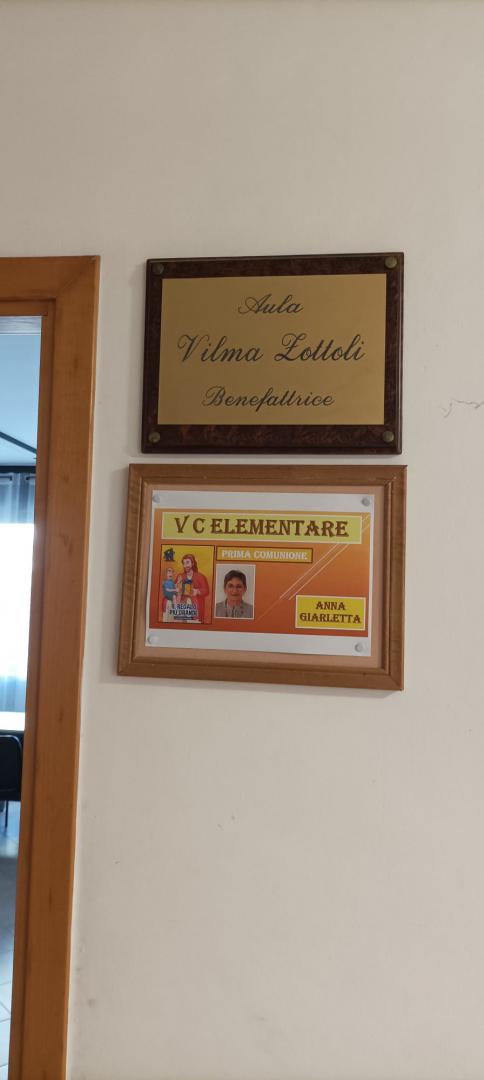 Aula
Vilma Zottoli
Benefattrice
V C ELEMENTARE
PRIMA COMUNIONE
IL REGALO
PIÙ GRANDE
ANNA
GIARLETTA